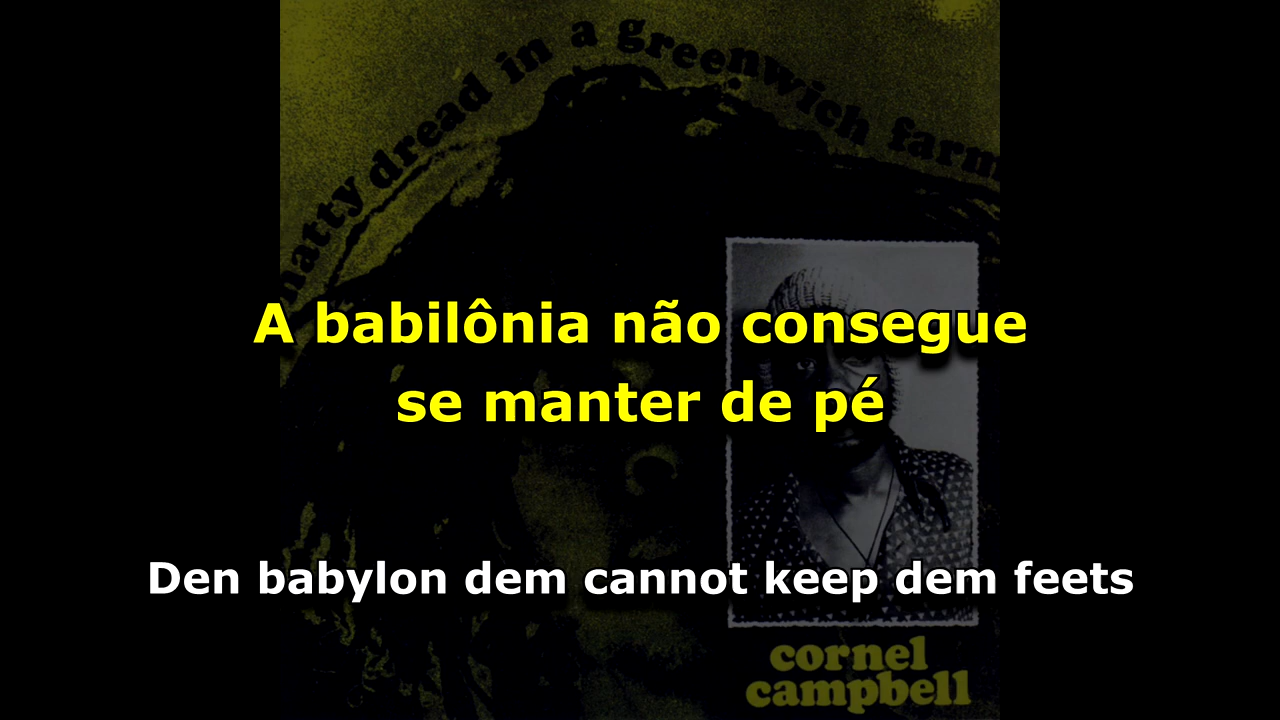 natty dread in a greenwich farm
A babilônia não consegue
se manter de pé
Den babylon dem cannot keep dem feets
cornel
campbell